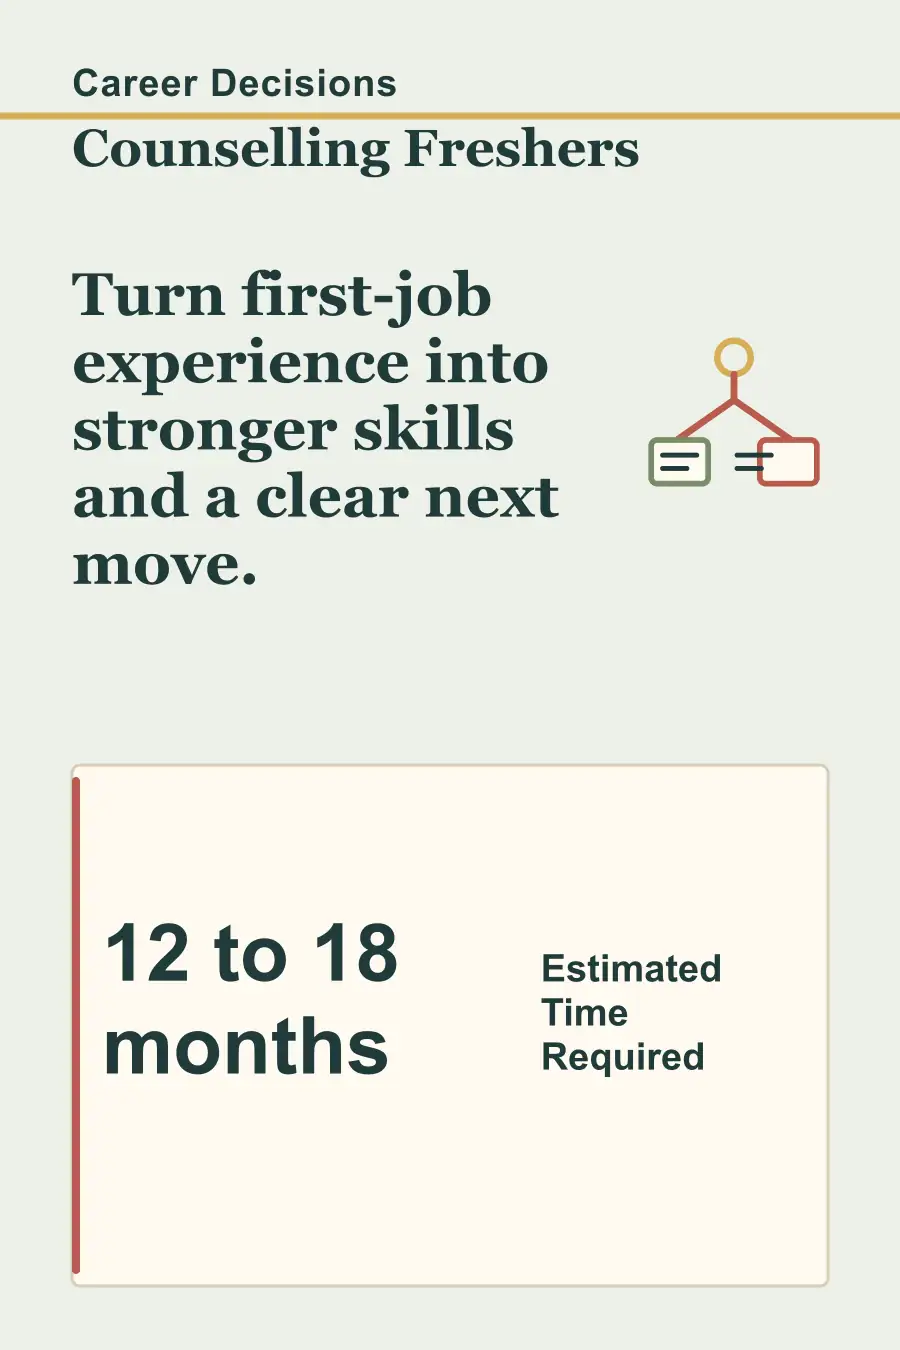 Career Decisions
Counselling Freshers
Turn first-job
experience into
stronger skills
and a clear next
move.
12 to 18
months
Estimated
Time
Required